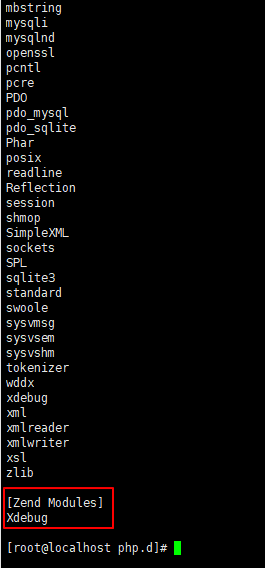 mbstring
mysqli
mysqlnd
openssl
pcntl
pcre
PDO
pdo_mysql
pdo_sqlite
Phar
posix
readline
Reflection
session
shmop
SimpleXML
sockets
SPL
sqlite3
standard
swoole
sysvmsg
sysvsem
sysvshm
tokenizer
wddx
xdebug
xml
xmlreader
xmlwriter
xsl
zlib
[Zend Modules]
Xdebug
[root@localhost php.d]#